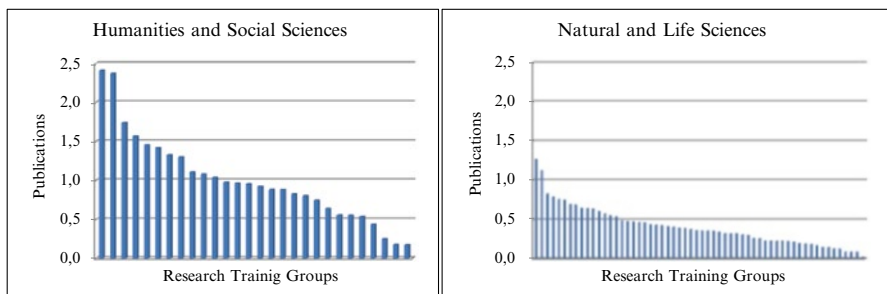 Humanities and Social Sciences
Publications
2,5
2,0
1,5
1,0
0,5
0,0
Research Trainig Groups
Natural and Life Sciences
Publications
2,5
2,0
1,5
1,0
0,5
0,0
Research Training Groups